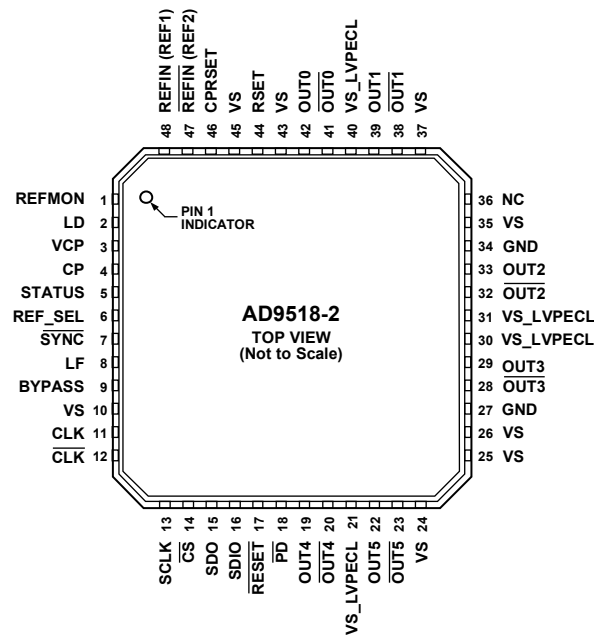 REFIN (REF1)
REFIN (REF2)
CPRSET
VS
RSET
VS
OUT0
OUT0
VS_LVPECL
OUT1
OUT1
VS
48 47 46 45 44 43 42 41 40 39 38 37
REFMON 1
LD 2
VCP 3
CP 4
STATUS 5
REF_SEL 6
SYNC 7
LF 8
BYPASS 9
VS 10
CLK 11
CLK 12
PIN 1
INDICATOR
AD9518-2
TOP VIEW
(Not to Scale)
36 NC
35 VS
34 GND
33 OUT2
32 OUT2
31 VS_LVPECL
30 VS_LVPECL
29 OUT3
28 OUT3
27 GND
26 VS
25 VS
13 14 15 16 17 18 19 20 21 22 23 24
SCLK
CS
SDO
SDIO
RESET
PD
OUT4
OUT4
VS_LVPECL
OUT5
OUT5
VS